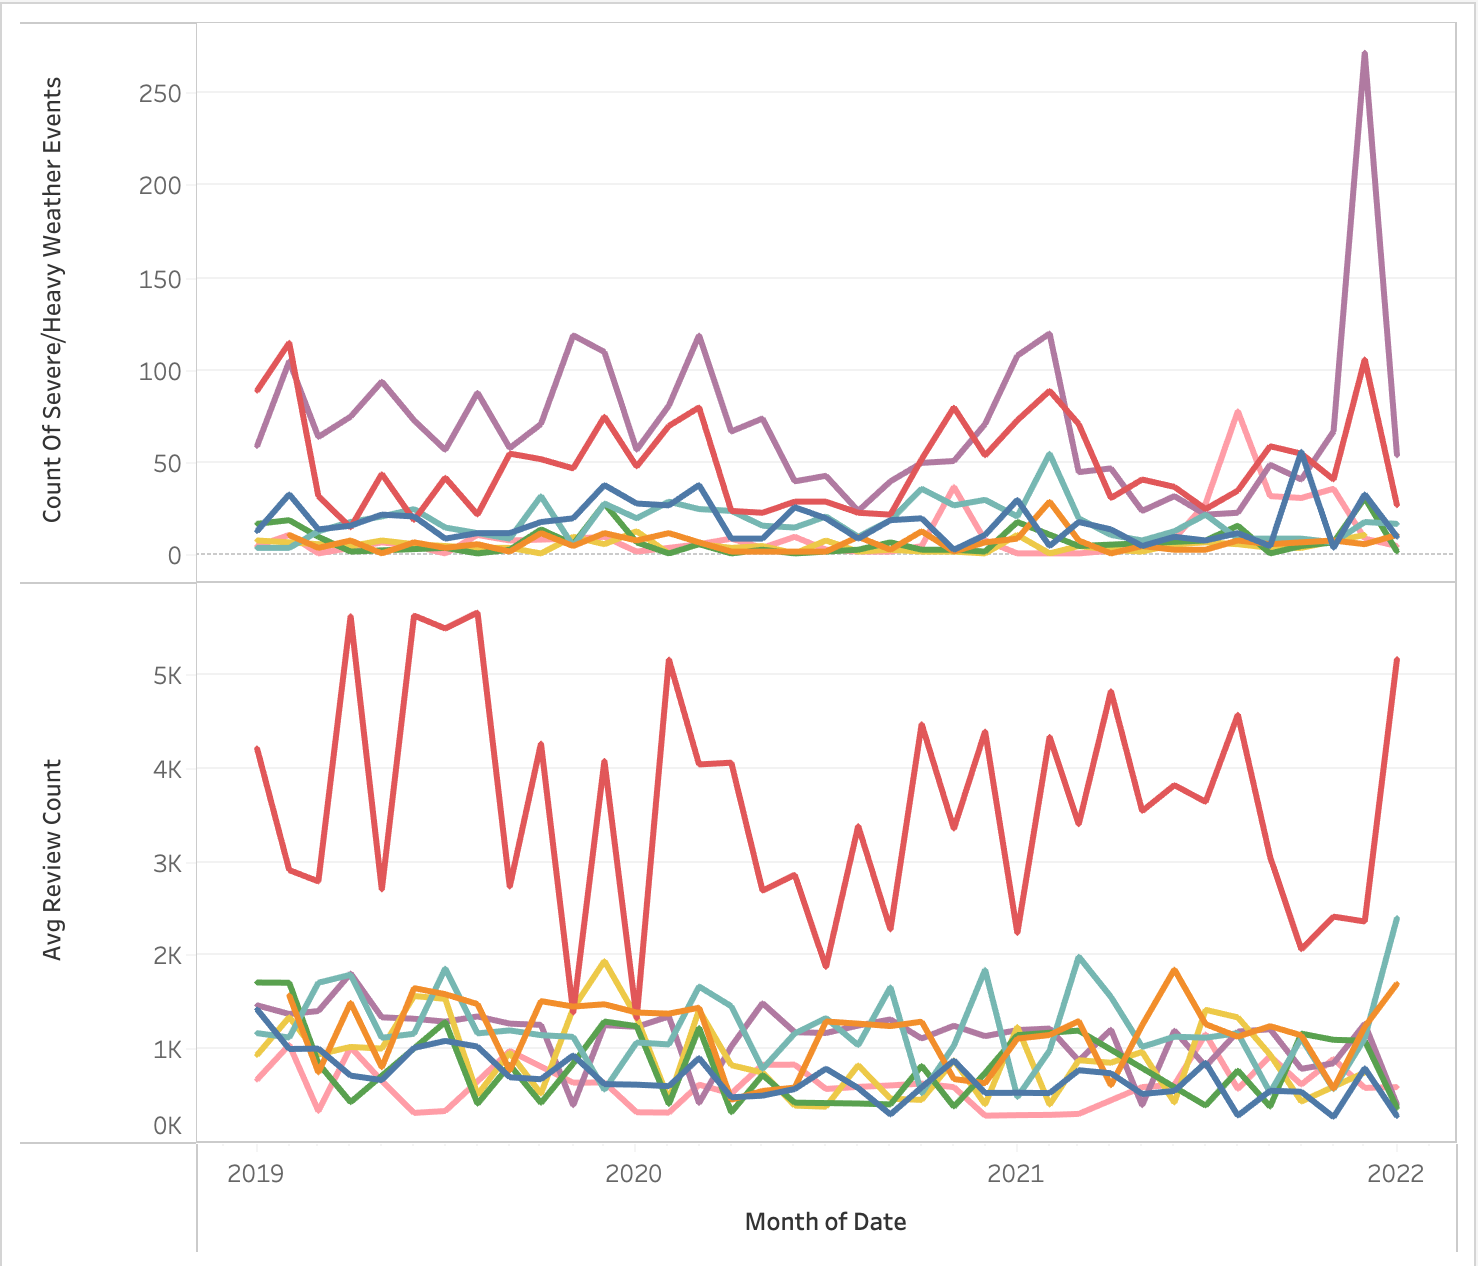 Count Of Severe/Heavy Weather Events
250
200
150
100
50
0
Avg Review Count
5K
4K
3K
2K
1K
0K
2019 2020 2021 2022
Month of Date